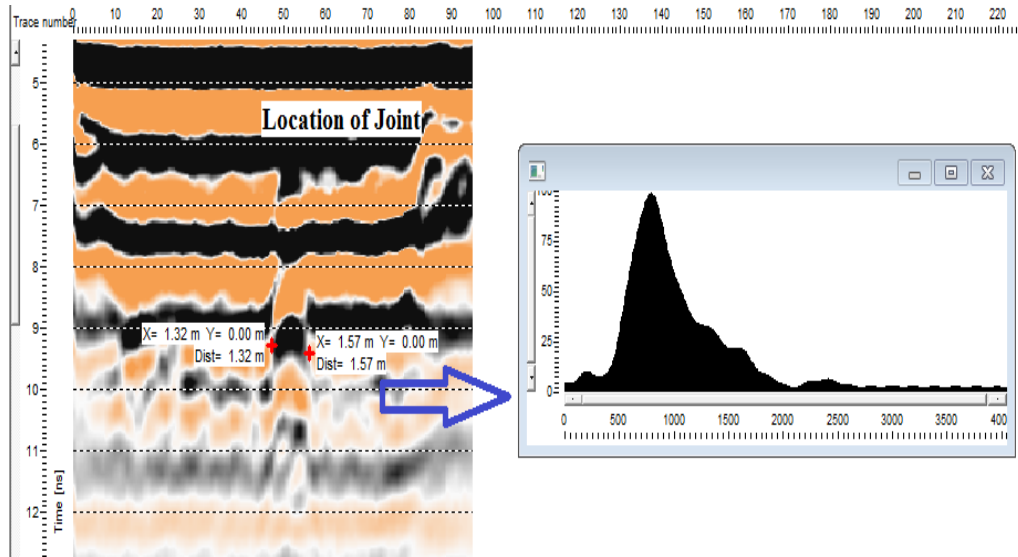 Trace number
0 10 20 30 40 50 60 70 80 90 100 110 120 130 140 150 160 170 180 190 200 210 220
5
Location of Joint
6
7
8
9
X= 1.32 m Y= 0.00 m
Dist= 1.32 m
X= 1.57 m Y= 0.00 m
Dist= 1.57 m
10
11
12
Time [ns]
100
75
50
25
0
0 500 1000 1500 2000 2500 3000 3500 400